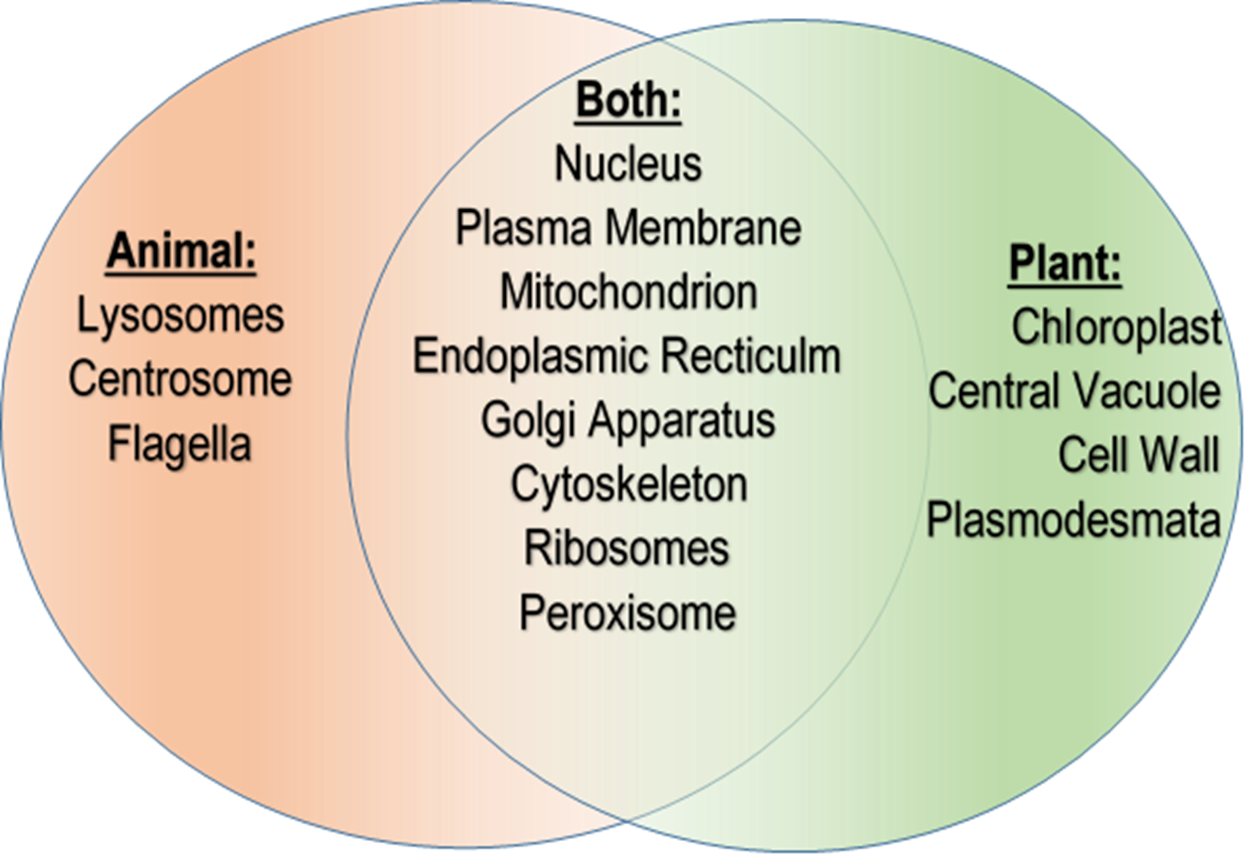 Both:
Nucleus
Plasma Membrane
Mitochondrion
Endoplasmic Recticulm
Golgi Apparatus
Cytoskeleton
Ribosomes
Peroxisome
Animal:
Lysosomes
Centrosome
Flagella
Plant:
Chloroplast
Central Vacuole
Cell Wall
Plasmodesmata